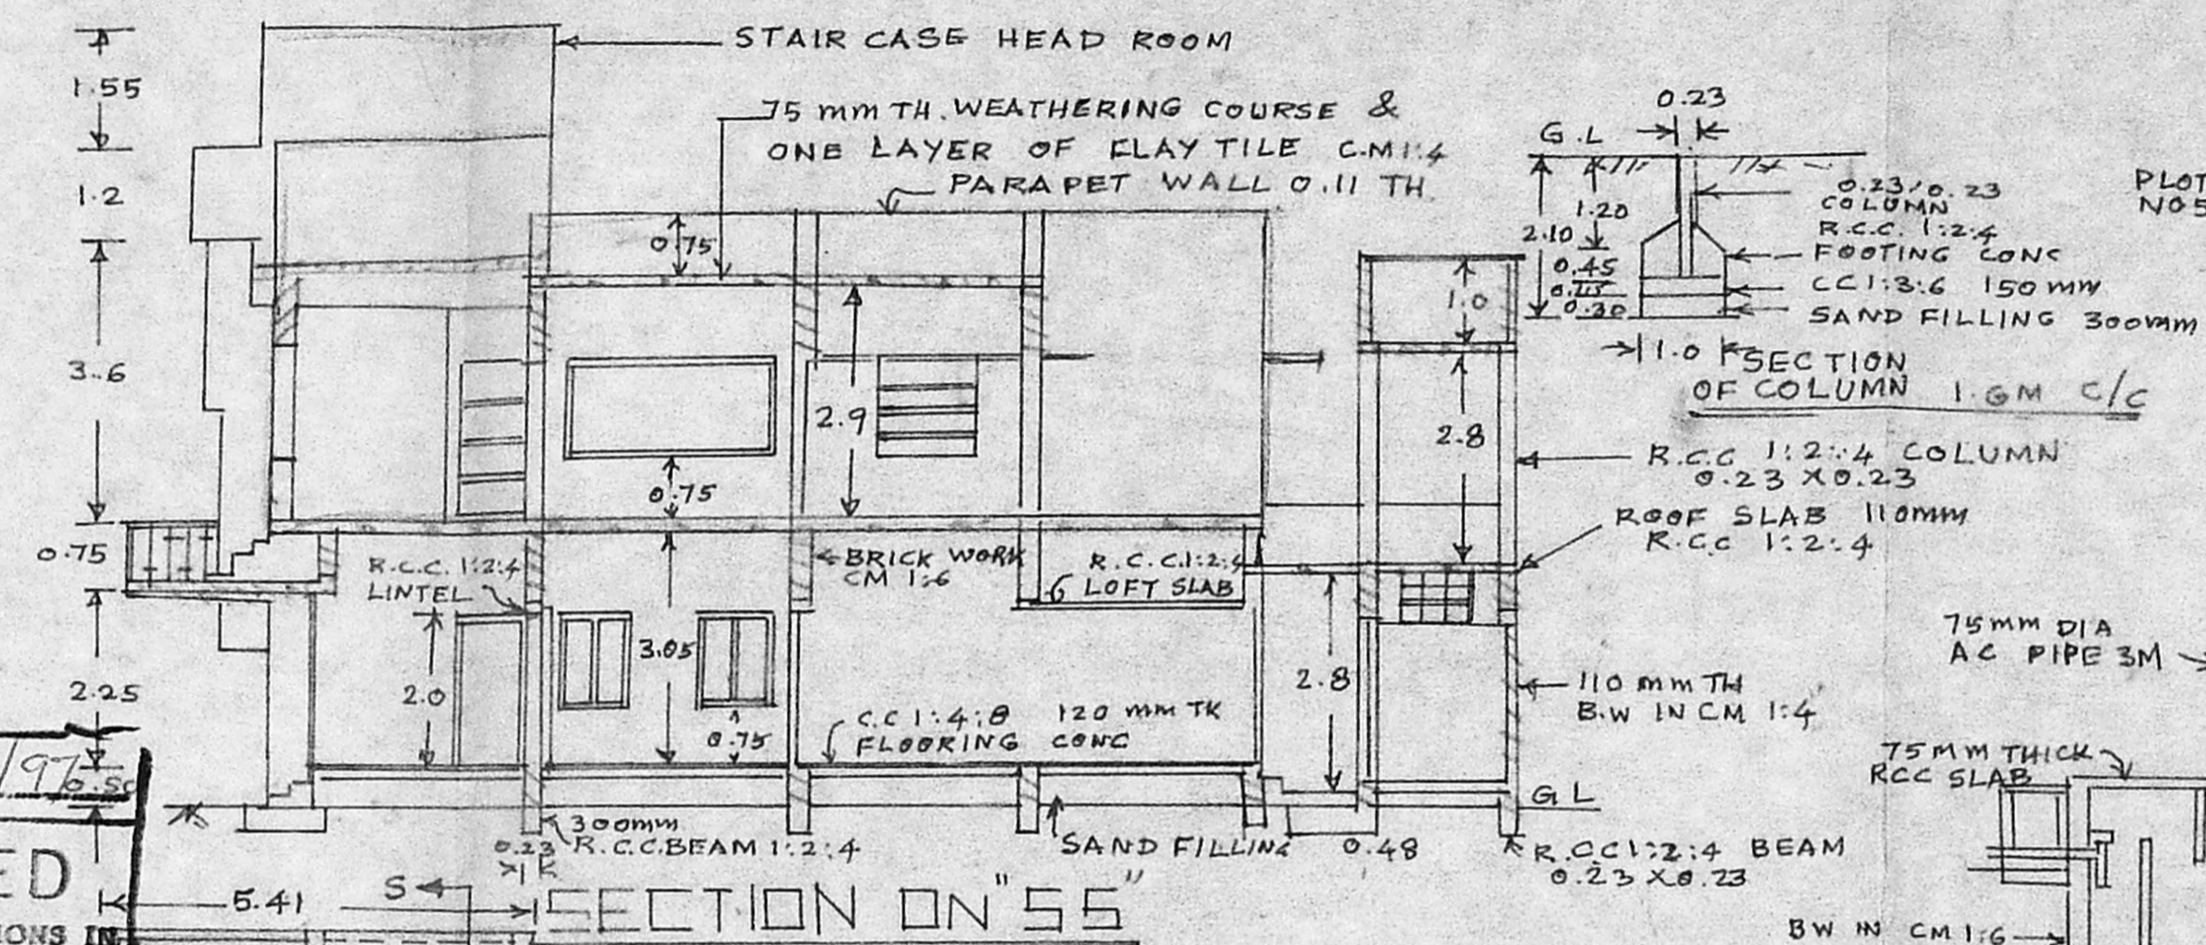 STAIR CASE HEAD ROOM
1.55
75 mm TH. WEATHERING COURSE &
ONE LAYER OF CLAY TILE C.M 1:4
PARAPET WALL 0.11 TH
1.2
0.75
3.6
2.9
0.75
1.0
2.8
0.23
G.L
1.20
2.10
0.45
0.30
0.23/0.23
COLUMN
R.C.C. 1:2:4
FOOTING CONC
CC 1:3:6 150 mm
SAND FILLING 300mm
1.0
SECTION
OF COLUMN 1.6M C/C
PLOT
NO5
R.C.C 1:2:4 COLUMN
0.23 X 0.23
ROOF SLAB 110mm
R.C.C 1:2:4
0.75
R.C.C. 1:2:4
LINTEL
BRICK WORK
CM 1:6
R.C.C.1:2:4
LOFT SLAB
2.25
2.0
3.05
0.75
C.C 1:4:8 120 mm TK
FLOORING CONC
2.8
110 mm TH
B.W IN CM 1:4
75mm DIA
A C PIPE 3M
75MM THICK
RCC SLAB
/97
0.50
G L
300mm
R.C.C.BEAM 1:2:4
0.23
SAND FILLING
0.48
R.C.C 1:2:4 BEAM
0.23 X 0.23
ED
IONS IN
5.41
S
SECTION ON "SS"
BW IN CM 1:6